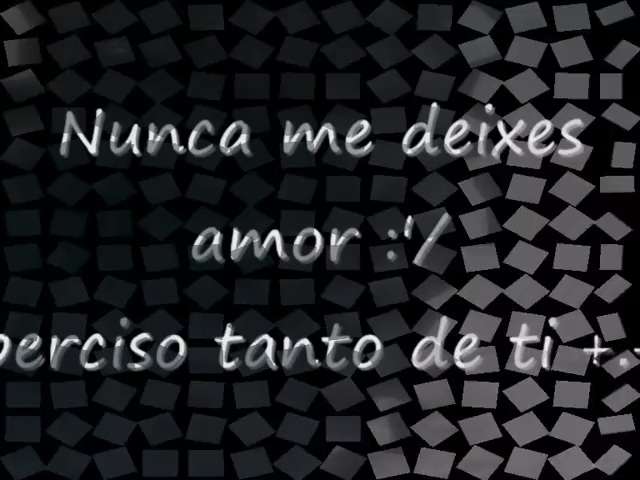 Nunca me deixes
amor :'/
perciso tanto de ti +.+